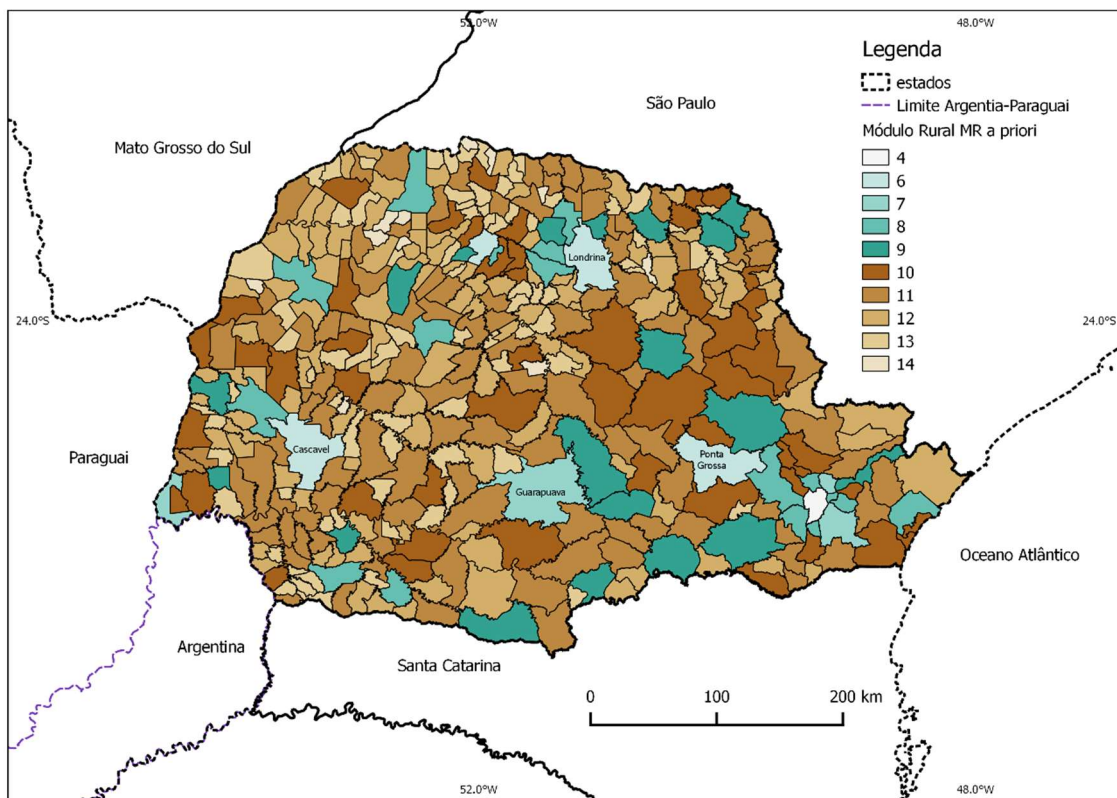 52.0°W
48.0°W
Legenda
estados
Limite Argentia-Paraguai
Módulo Rural MR a priori
4
6
7
8
9
10
11
12
13
14
São Paulo
Mato Grosso do Sul
Londrina
24.0°S
24.0°S
Paraguai
Cascavel
Ponta
Grossa
Guarapuava
Oceano Atlântico
Argentina
Santa Catarina
0 100 200 km
52.0°W
48.0°W